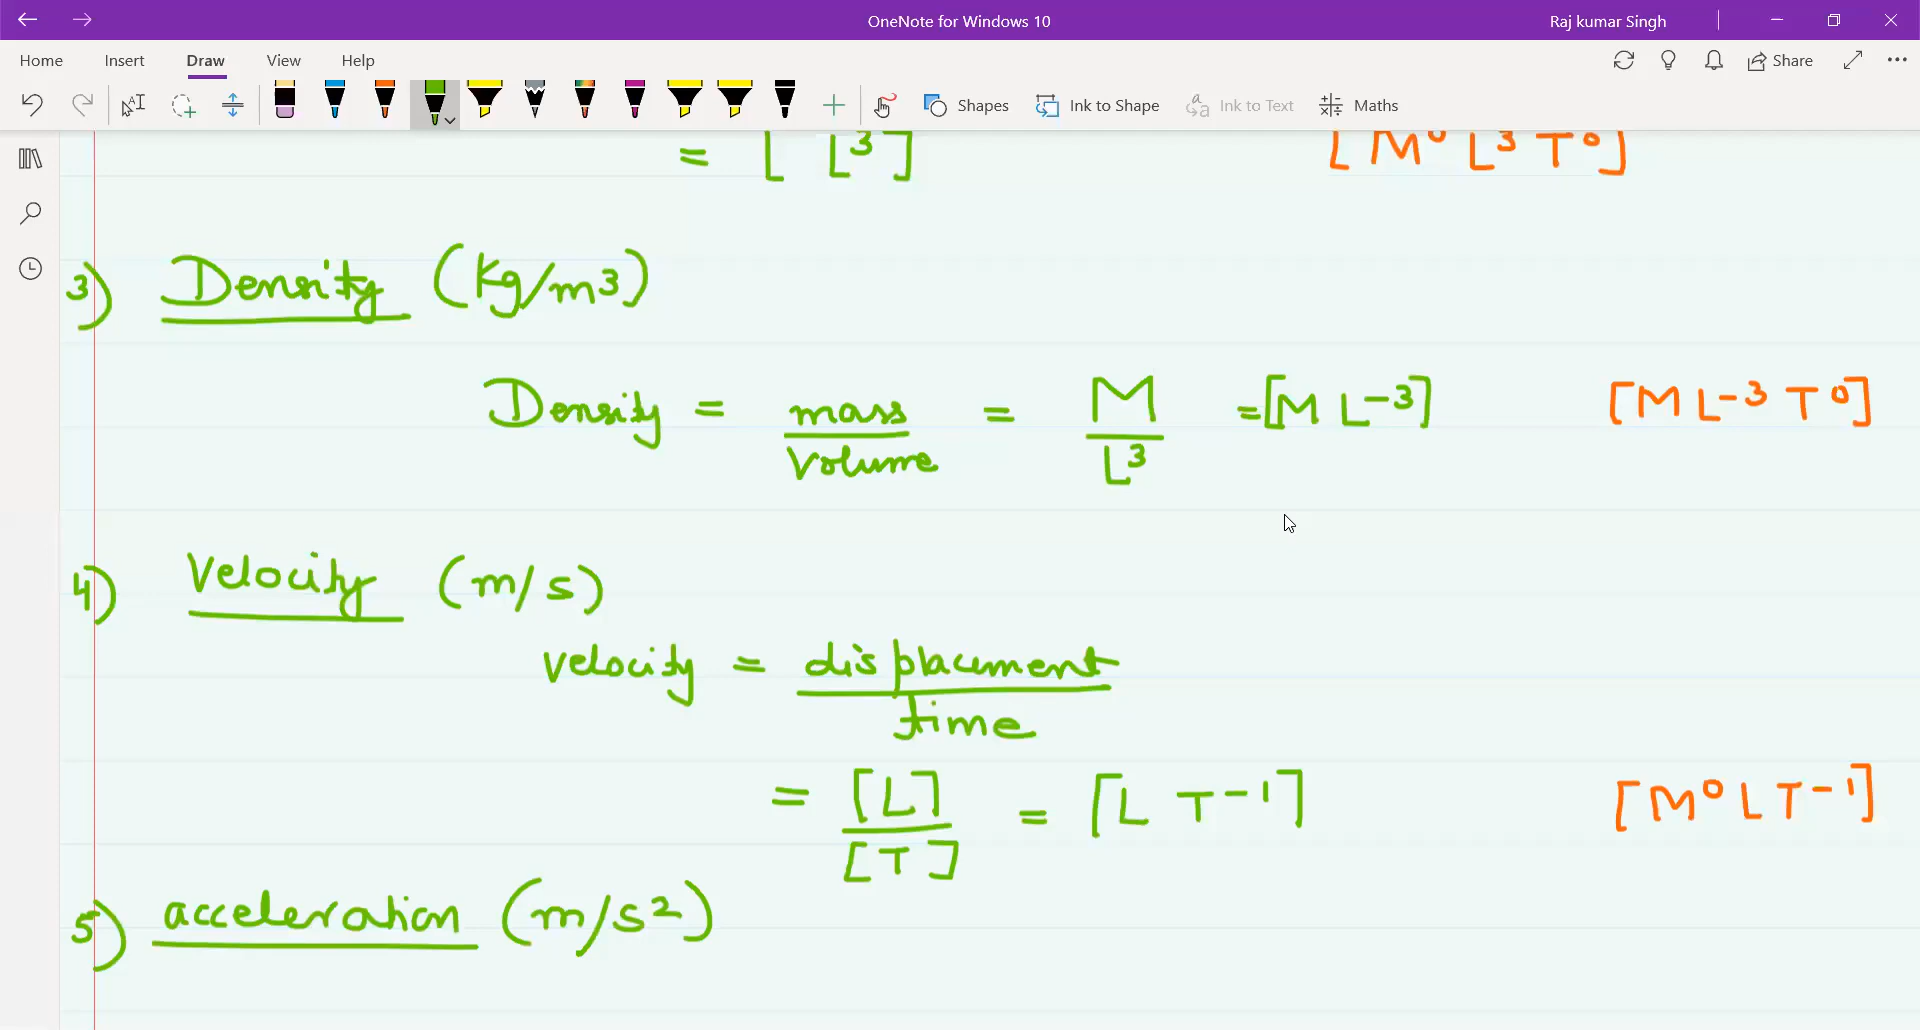 OneNote for Windows 10 Raj kumar Singh
Home Insert Draw View Help Share
Shapes Ink to Shape Ink to Text Maths
= [ L³] [M⁰ L³ T⁰]
3) Density (Kg/m³)
Density = mass/volume = M/L³ = [M L⁻³] [M L⁻³ T⁰]
4) Velocity (m/s)
velocity = displacement/time
= [L]/[T] = [L T⁻¹] [M⁰ L T⁻¹]
5) acceleration (m/s²)